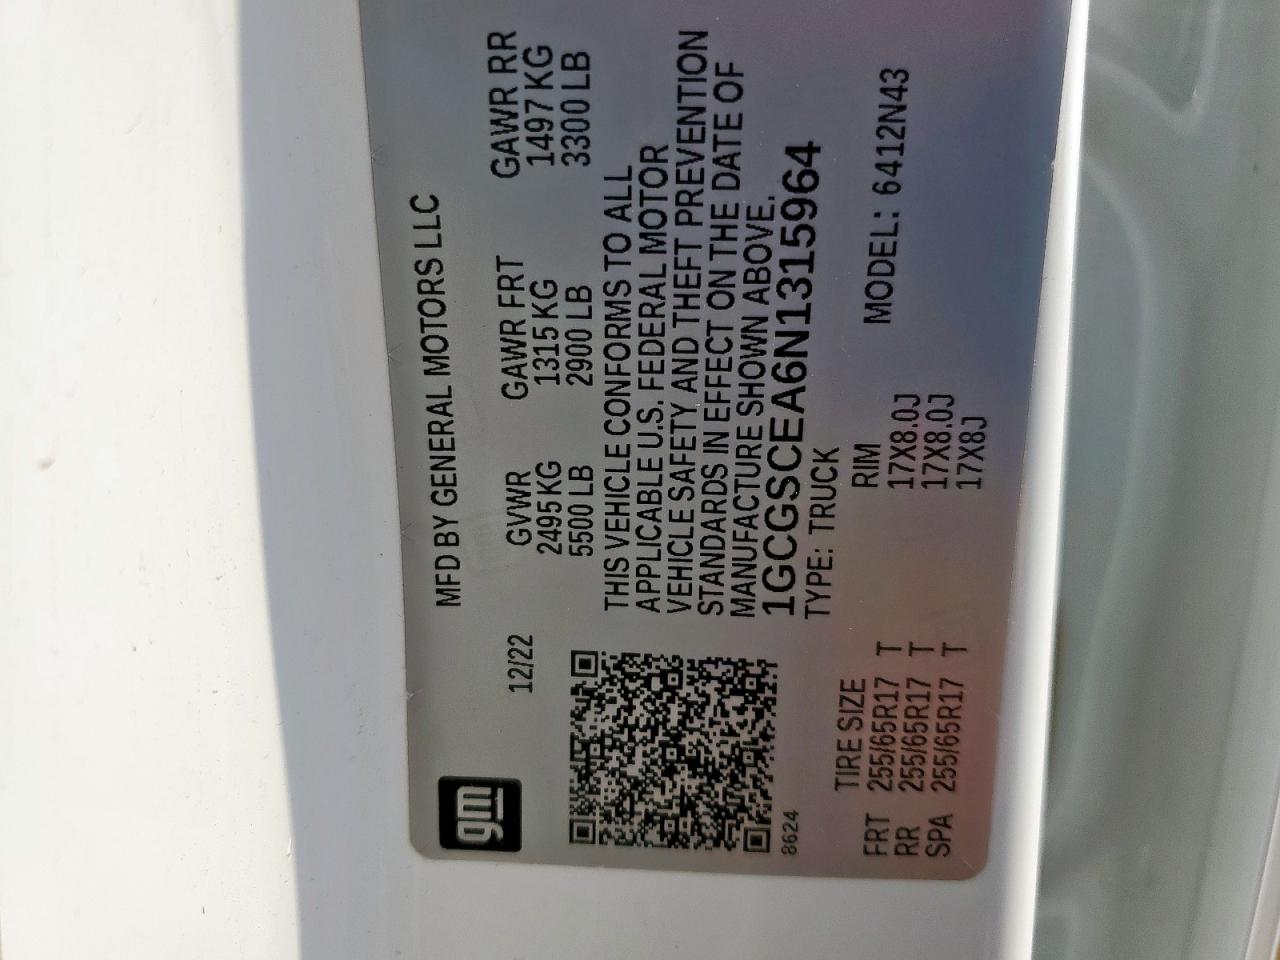 gm
MFD BY GENERAL MOTORS LLC
12/22 GVWR GAWR FRT GAWR RR
2495 KG 1315 KG 1497 KG
5500 LB 2900 LB 3300 LB
THIS VEHICLE CONFORMS TO ALL
APPLICABLE U.S. FEDERAL MOTOR
VEHICLE SAFETY AND THEFT PREVENTION
STANDARDS IN EFFECT ON THE DATE OF
MANUFACTURE SHOWN ABOVE.
1GCGSCEA6N1315964
8624 TYPE: TRUCK
TIRE SIZE RIM MODEL: 6412N43
FRT 255/65R17 T 17X8.0J
RR 255/65R17 T 17X8.0J
SPA 255/65R17 T 17X8J